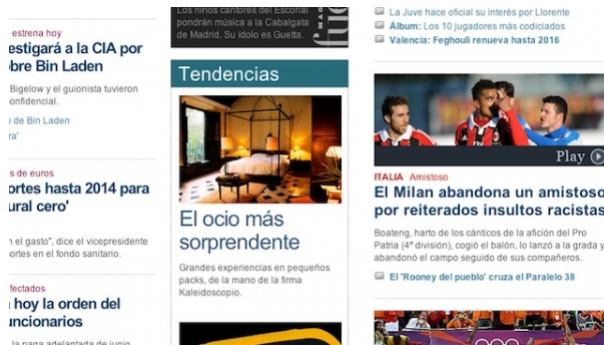 estrena hoy
estigará a la CIA por
bre Bin Laden
Bigelow y el guionista tuvieron
onfidencial.
de Bin Laden
ra'
s de euros
ortes hasta 2014 para
ural cero'
n el gasto", dice el vicepresidente
ortes en el fondo sanitario.
fectados
hoy la orden del
uncionarios
la paga adelantada de junio
Los niños cantores del Escorial
pondrán música a la Cabalgata
de Madrid. Su ídolo es Guetta.
Tendencias
El ocio más
sorprendente
Grandes experiencias en pequeños
packs, de la mano de la firma
Kaleidoscopio.
La Juve hace oficial su interés por Llorente
Álbum: Los 10 jugadores más codiciados
Valencia: Feghouli renueva hasta 2016
Play
ITALIA Amistoso
El Milan abandona un amistoso
por reiterados insultos racistas
Boateng, harto de los cánticos de la afición del Pro
Patria (4ª división), cogió el balón, lo lanzó a la grada y
abandonó el campo seguido de sus compañeros.
El 'Rooney del pueblo' cruza el Paralelo 38